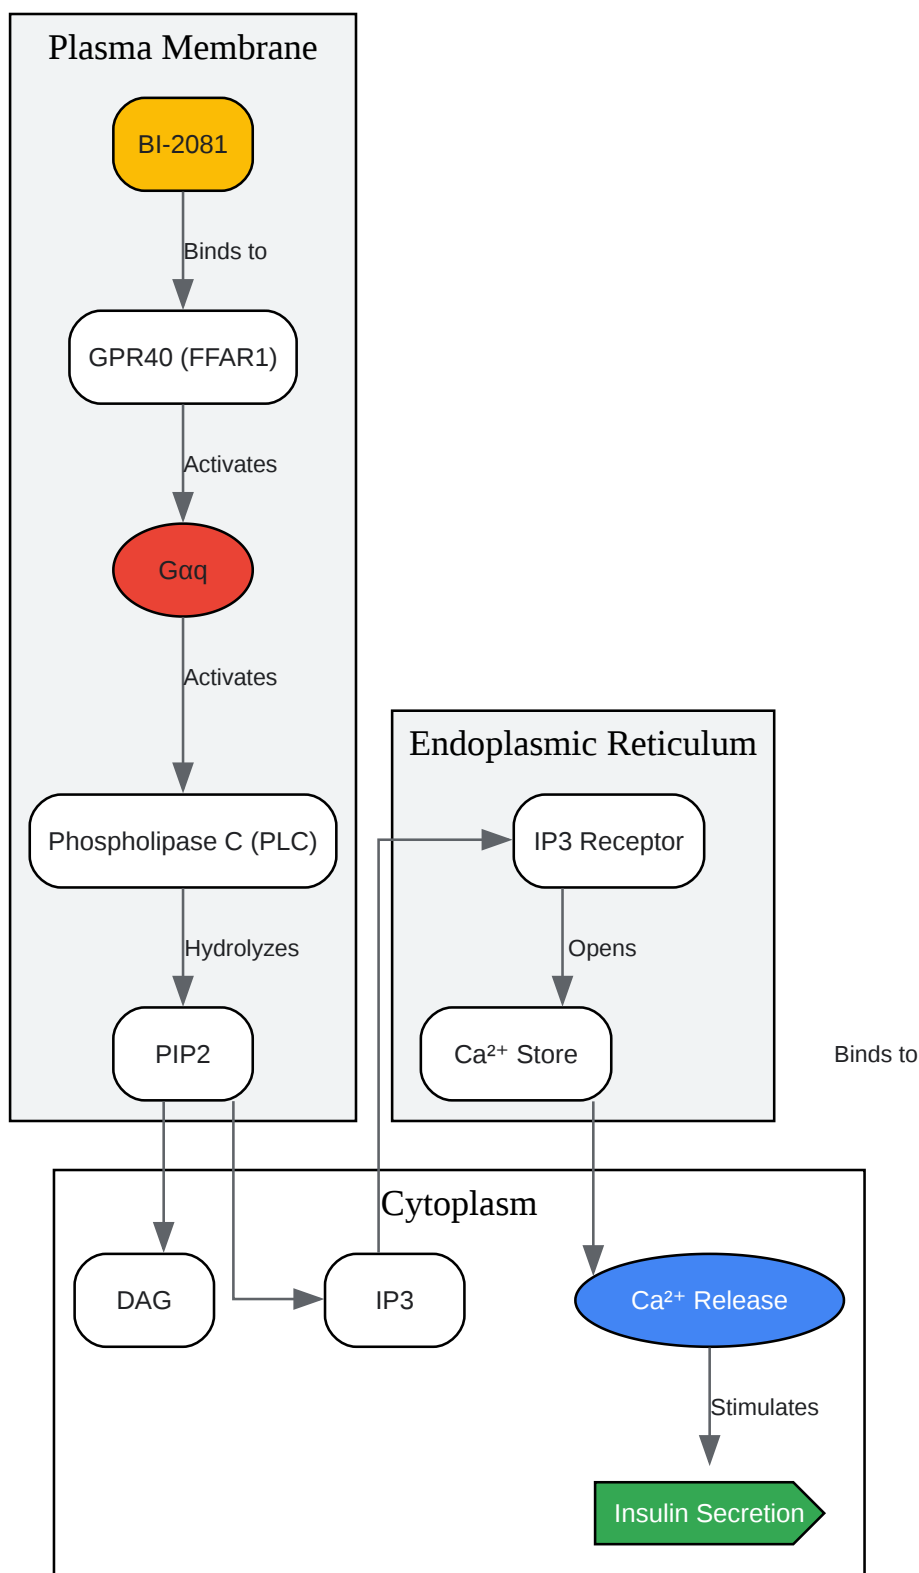 Plasma Membrane
BI-2081
Binds to
GPR40 (FFAR1)
Activates
Gαq
Activates
Endoplasmic Reticulum
Phospholipase C (PLC)
IP3 Receptor
Hydrolyzes
Opens
PIP2
Ca²⁺ Store
Binds to
Cytoplasm
DAG
IP3
Ca²⁺ Release
Stimulates
Insulin Secretion